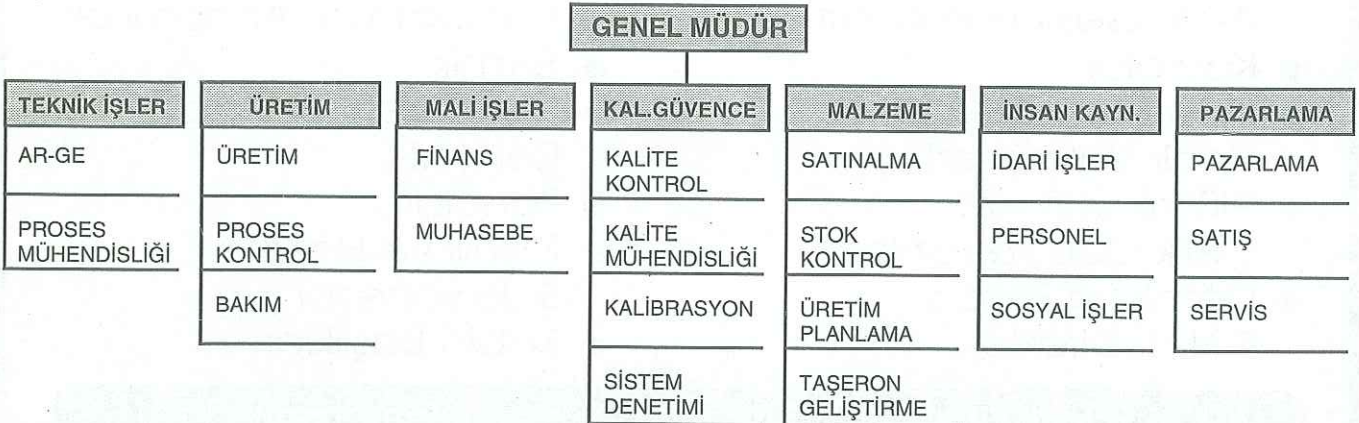 GENEL MÜDÜR
TEKNİK İŞLER
AR-GE
PROSES
MÜHENDİSLİĞİ
ÜRETİM
ÜRETİM
PROSES
KONTROL
BAKIM
MALİ İŞLER
FİNANS
MUHASEBE
KAL.GÜVENCE
KALİTE
KONTROL
KALİTE
MÜHENDİSLİĞİ
KALİBRASYON
SİSTEM
DENETİMİ
MALZEME
SATINALMA
STOK
KONTROL
ÜRETİM
PLANLAMA
TAŞERON
GELİŞTİRME
İNSAN KAYN.
İDARİ İŞLER
PERSONEL
SOSYAL İŞLER
PAZARLAMA
PAZARLAMA
SATIŞ
SERVİS